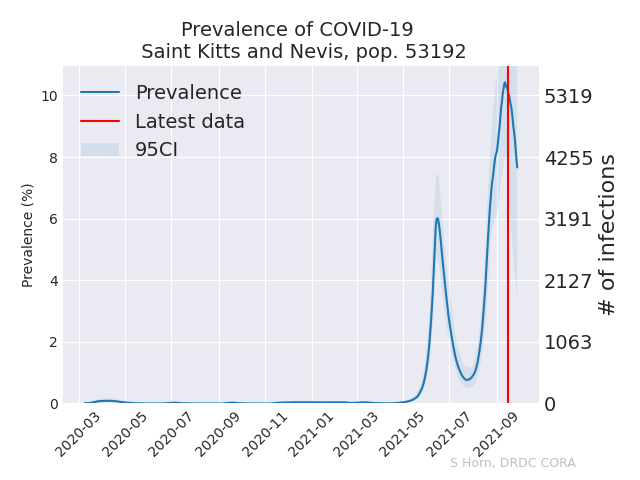 Prevalence of COVID-19
Saint Kitts and Nevis, pop. 53192
Prevalence
Latest data
95CI
Prevalence (%)
10
8
6
4
2
0
5319
4255
3191
2127
1063
0
# of infections
2020-03
2020-05
2020-07
2020-09
2020-11
2021-01
2021-03
2021-05
2021-07
2021-09
S Horn, DRDC CORA